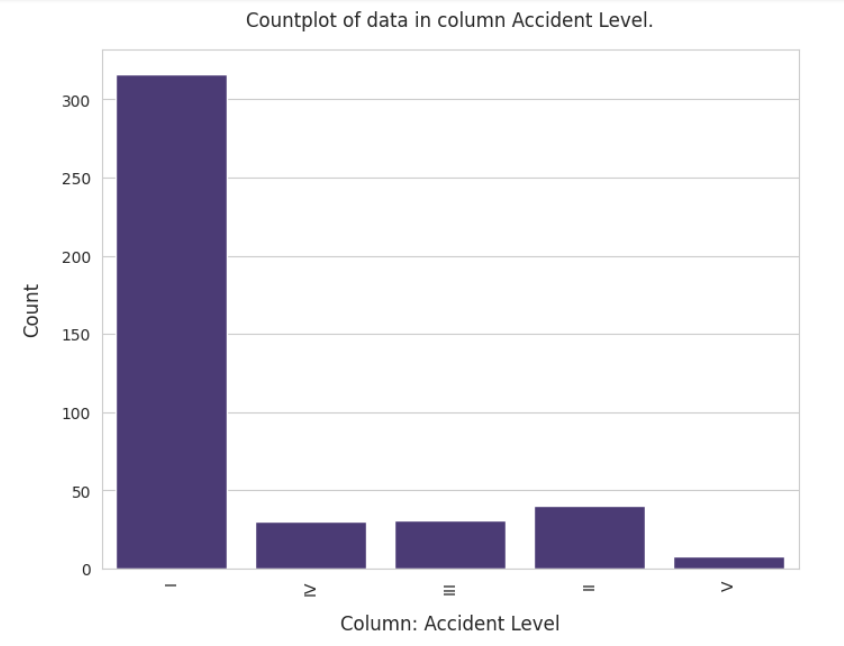 Countplot of data in column Accident Level.
300
250
200
150
100
50
0
Count
I
IV
III
II
V
Column: Accident Level